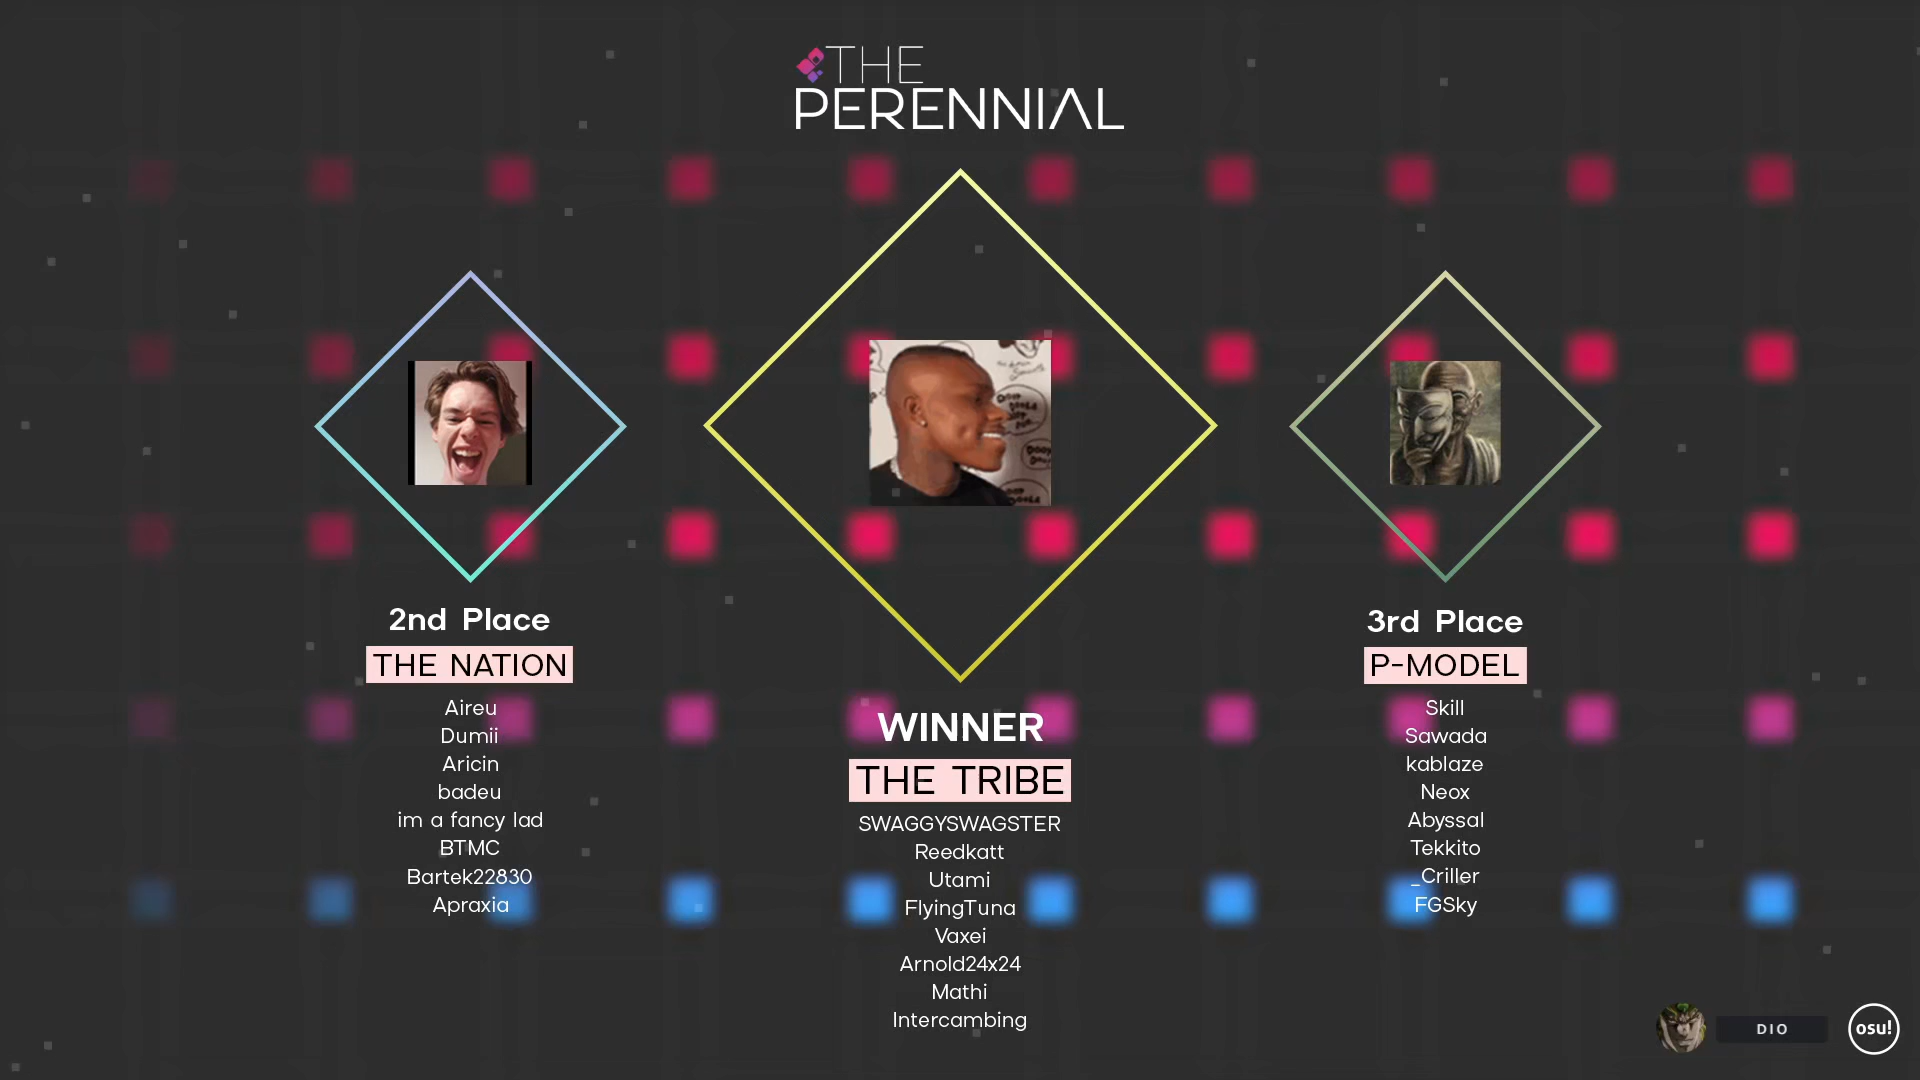 THE
PERENNIAL
2nd Place
THE NATION
Aireu
Dumii
Aricin
badeu
im a fancy lad
BTMC
Bartek22830
Apraxia
WINNER
THE TRIBE
SWAGGYSWAGSTER
Reedkatt
Utami
FlyingTuna
Vaxei
Arnold24x24
Mathi
Intercambing
3rd Place
P-MODEL
Skill
Sawada
kablaze
Neox
Abyssal
Tekkito
_Criller
FGSky
DIO
osu!